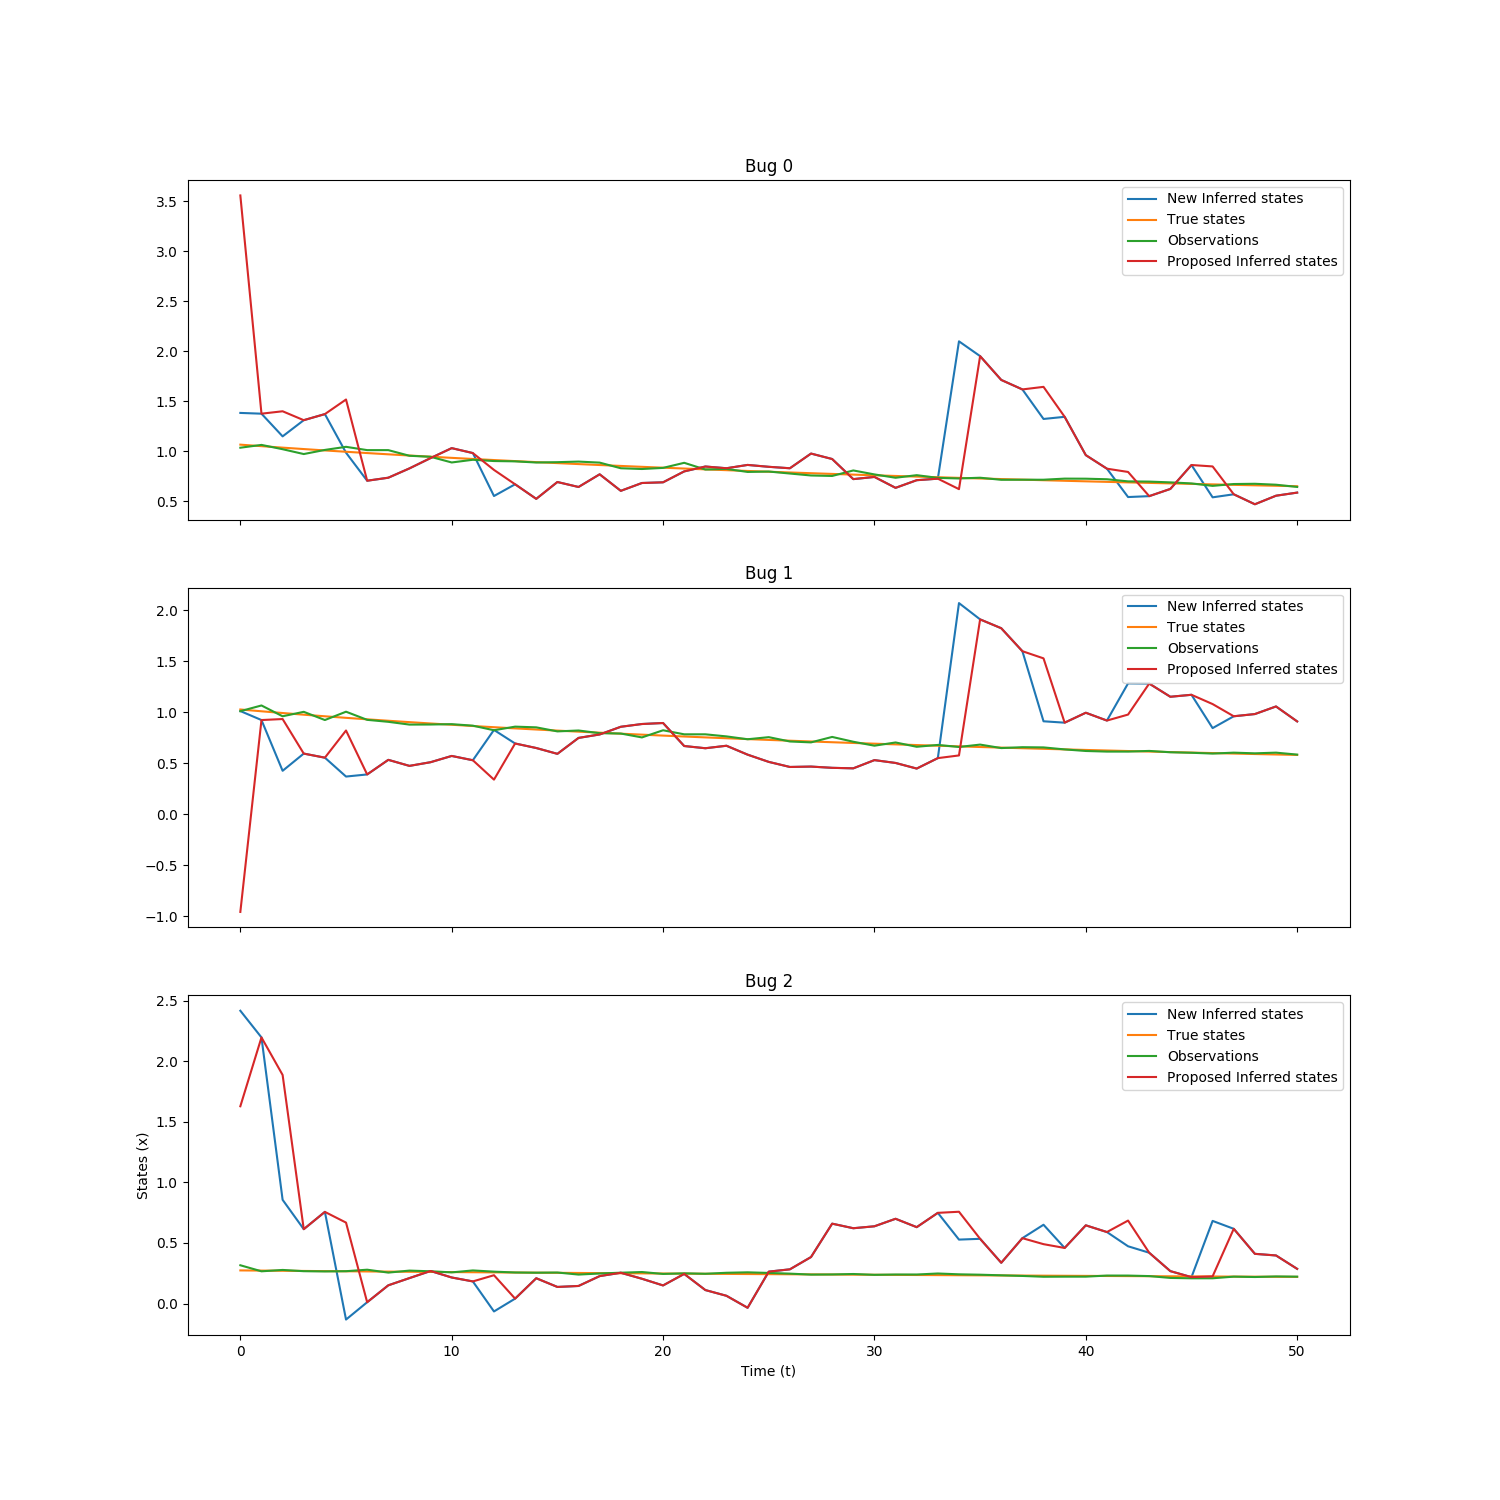 Bug 0
3.5
3.0
2.5
2.0
1.5
1.0
0.5
New Inferred states
True states
Observations
Proposed Inferred states
Bug 1
2.0
1.5
1.0
0.5
0.0
−0.5
−1.0
New Inferred states
True states
Observations
Proposed Inferred states
Bug 2
2.5
2.0
1.5
1.0
0.5
0.0
States (x)
New Inferred states
True states
Observations
Proposed Inferred states
0 10 20 30 40 50
Time (t)